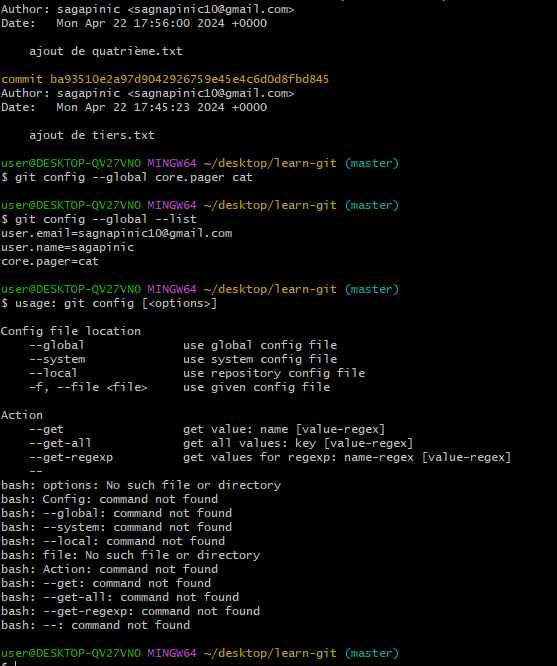 Author: sagapinic <sagnapinic10@gmail.com>
Date:   Mon Apr 22 17:56:00 2024 +0000
ajout de quatrième.txt
commit ba93510e2a97d9042926759e45e4c6d0d8fbd845
Author: sagapinic <sagnapinic10@gmail.com>
Date:   Mon Apr 22 17:45:23 2024 +0000
ajout de tiers.txt
user@DESKTOP-QV27VNO MINGW64 ~/desktop/learn-git (master)
$ git config --global core.pager cat
user@DESKTOP-QV27VNO MINGW64 ~/desktop/learn-git (master)
$ git config --global --list
user.email=sagnapinic10@gmail.com
user.name=sagapinic
core.pager=cat
user@DESKTOP-QV27VNO MINGW64 ~/desktop/learn-git (master)
$ usage: git config [<options>]
Config file location
--global              use global config file
--system              use system config file
--local               use repository config file
-f, --file <file>     use given config file
Action
--get                 get value: name [value-regex]
--get-all             get all values: key [value-regex]
--get-regexp          get values for regexp: name-regex [value-regex]
--
bash: options: No such file or directory
bash: Config: command not found
bash: --global: command not found
bash: --system: command not found
bash: --local: command not found
bash: file: No such file or directory
bash: Action: command not found
bash: --get: command not found
bash: --get-all: command not found
bash: --get-regexp: command not found
bash: --: command not found
user@DESKTOP-QV27VNO MINGW64 ~/desktop/learn-git (master)
$